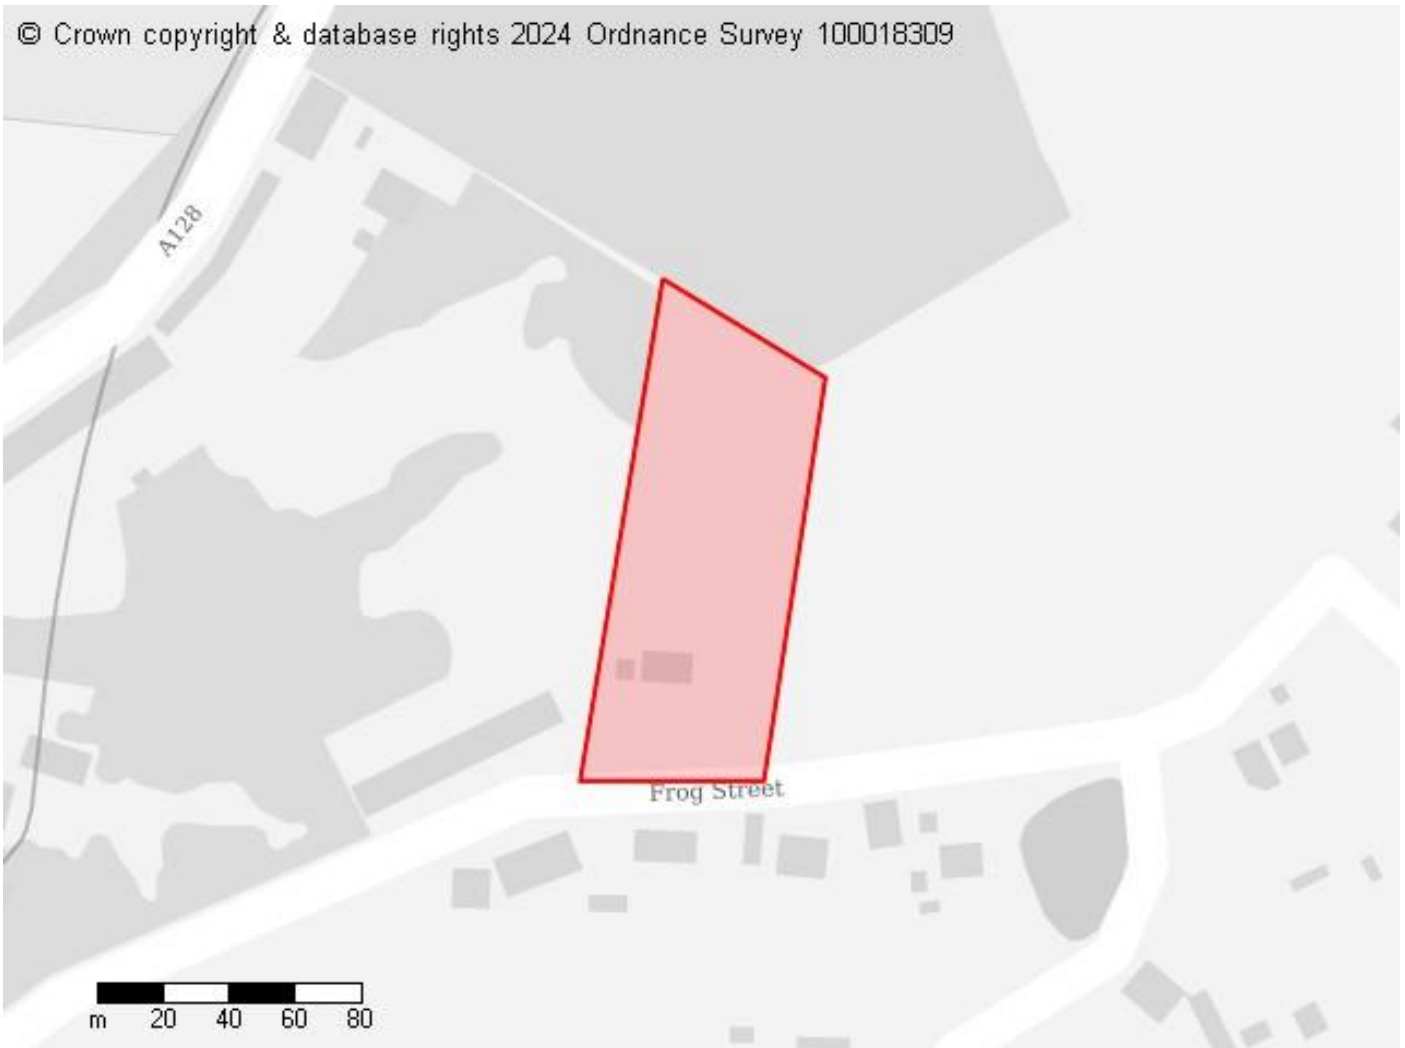 © Crown copyright & database rights 2024 Ordnance Survey 100018309
A128
Frog Street
m 20 40 60 80